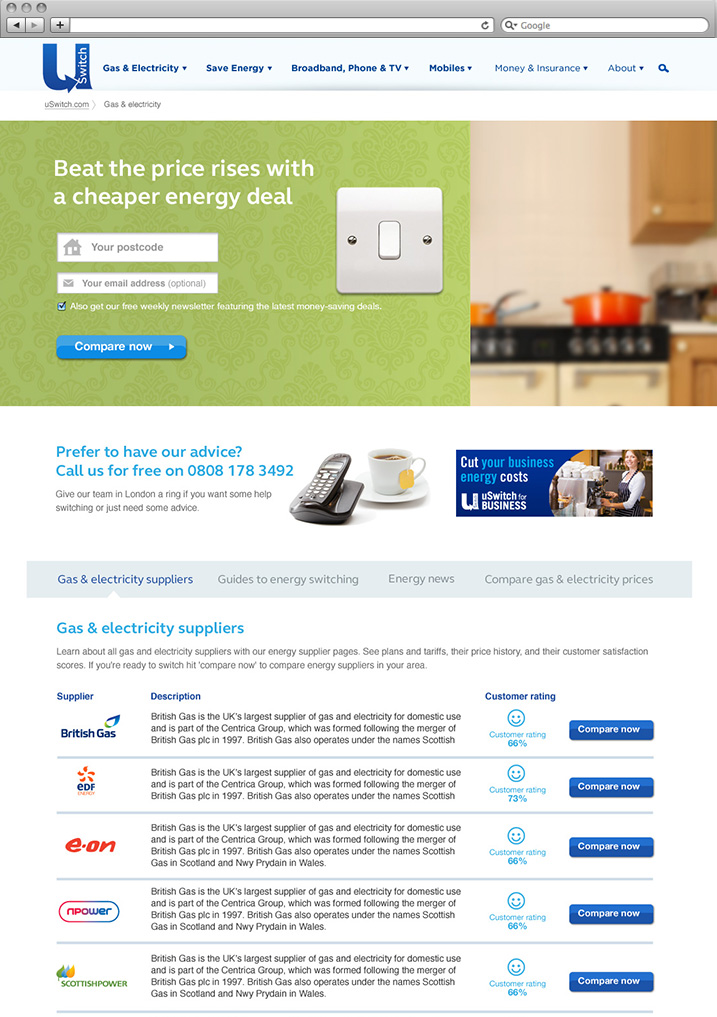 Google
uSwitch
Gas & Electricity
Save Energy
Broadband, Phone & TV
Mobiles
Money & Insurance
About
uSwitch.com
Gas & electricity
Beat the price rises with
a cheaper energy deal
Your postcode
Your email address (optional)
Also get our free weekly newsletter featuring the latest money-saving deals.
Compare now
Prefer to have our advice?
Call us for free on 0808 178 3492
Give our team in London a ring if you want some help
switching or just need some advice.
Cut your business
energy costs
U uSwitch for
BUSINESS
Gas & electricity suppliers
Guides to energy switching
Energy news
Compare gas & electricity prices
Gas & electricity suppliers
Learn about all gas and electricity suppliers with our energy supplier pages. See plans and tariffs, their price history, and their customer satisfaction
scores. If you're ready to switch hit 'compare now' to compare energy suppliers in your area.
Supplier
Description
Customer rating
British Gas
British Gas is the UK's largest supplier of gas and electricity for domestic use
and is part of the Centrica Group, which was formed following the merger of
British Gas plc in 1997. British Gas also operates under the names Scottish
Customer rating
66%
Compare now
eDF
ENERGY
British Gas is the UK's largest supplier of gas and electricity for domestic use
and is part of the Centrica Group, which was formed following the merger of
British Gas plc in 1997. British Gas also operates under the names Scottish
Customer rating
73%
Compare now
e·on
British Gas is the UK's largest supplier of gas and electricity for domestic use
and is part of the Centrica Group, which was formed following the merger of
British Gas plc in 1997. British Gas also operates under the names Scottish
Gas in Scotland and Nwy Prydain in Wales.
Customer rating
66%
Compare now
npower
British Gas is the UK's largest supplier of gas and electricity for domestic use
and is part of the Centrica Group, which was formed following the merger of
British Gas plc in 1997. British Gas also operates under the names Scottish
Gas in Scotland and Nwy Prydain in Wales.
Customer rating
66%
Compare now
SCOTTISHPOWER
British Gas is the UK's largest supplier of gas and electricity for domestic use
and is part of the Centrica Group, which was formed following the merger of
British Gas plc in 1997. British Gas also operates under the names Scottish
Gas in Scotland and Nwy Prydain in Wales.
Customer rating
66%
Compare now